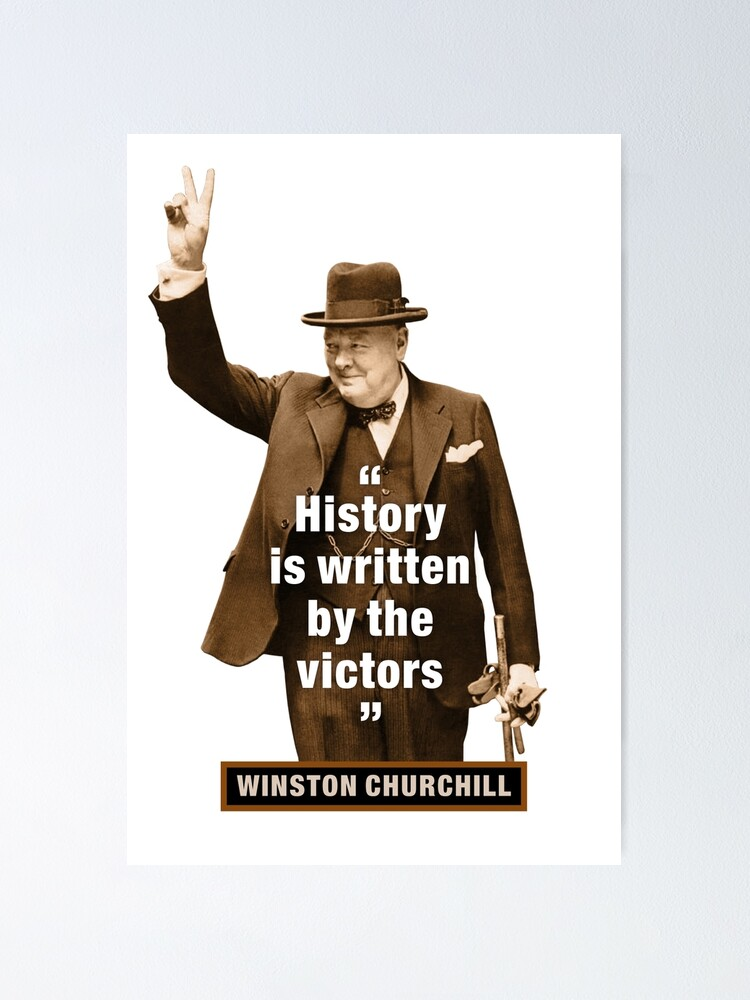 “
History
is written
by the
victors
”
WINSTON CHURCHILL